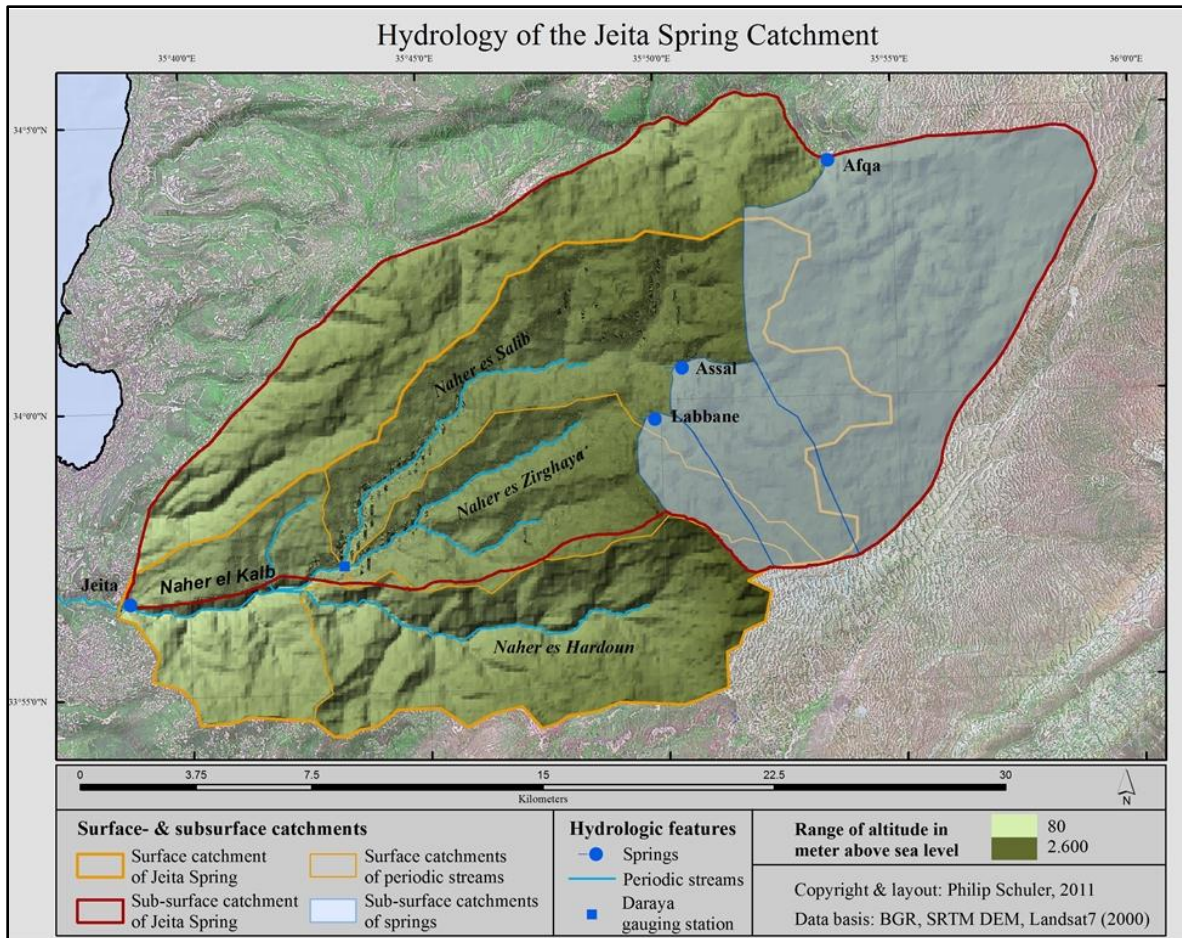 Hydrology of the Jeita Spring Catchment
35°40'0"E
35°45'0"E
35°50'0"E
35°55'0"E
36°0'0"E
34°5'0"N
34°0'0"N
33°55'0"N
Afqa
Assal
Labbane
Naher es Salib
Naher es Zirghaya
Naher el Kalb
Jeita
Naher es Hardoun
0 3.75 7.5 15 22.5 30
Kilometers
N
Surface- & subsurface catchments
Surface catchment
of Jeita Spring
Sub-surface catchment
of Jeita Spring
Surface catchments
of periodic streams
Sub-surface catchments
of springs
Hydrologic features
Springs
Periodic streams
Daraya
gauging station
Range of altitude in
meter above sea level
80
2.600
Copyright & layout: Philip Schuler, 2011
Data basis: BGR, SRTM DEM, Landsat7 (2000)